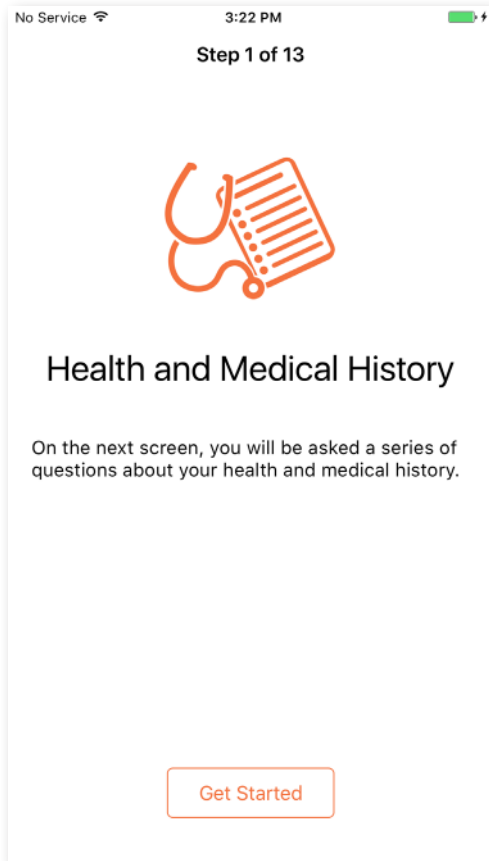 No Service 3:22 PM
Step 1 of 13
Health and Medical History
On the next screen, you will be asked a series of
questions about your health and medical history.
Get Started